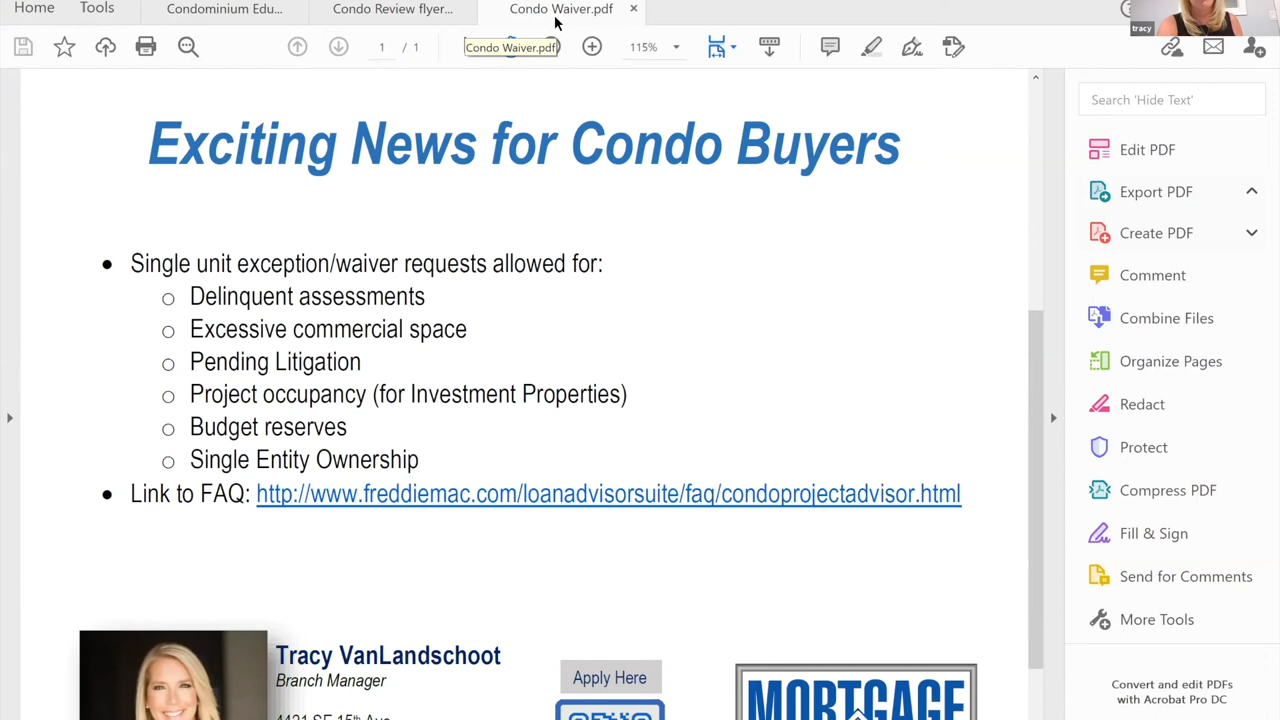 Home
Tools
Condominium Edu...
Condo Review flyer...
Condo Waiver.pdf
tracy
1 / 1
Condo Waiver.pdf
115%
Search 'Hide Text'
Exciting News for Condo Buyers
Single unit exception/waiver requests allowed for:
Delinquent assessments
Excessive commercial space
Pending Litigation
Project occupancy (for Investment Properties)
Budget reserves
Single Entity Ownership
Link to FAQ: http://www.freddiemac.com/loanadvisorsuite/faq/condoprojectadvisor.html
Tracy VanLandschoot
Branch Manager
4421 SE 15th Ave
Apply Here
MORTGAGE
Edit PDF
Export PDF
Create PDF
Comment
Combine Files
Organize Pages
Redact
Protect
Compress PDF
Fill & Sign
Send for Comments
More Tools
Convert and edit PDFs
with Acrobat Pro DC